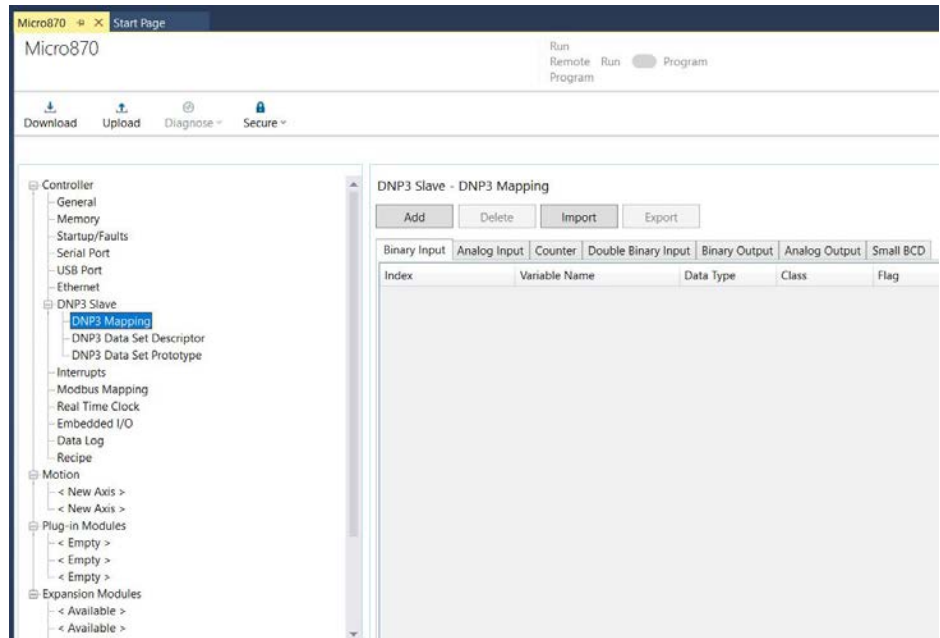 Micro870
Start Page
Micro870
Run
Remote Run Program
Program
Download Upload Diagnose Secure
Controller
General
Memory
Startup/Faults
Serial Port
USB Port
Ethernet
DNP3 Slave
DNP3 Mapping
DNP3 Data Set Descriptor
DNP3 Data Set Prototype
Interrupts
Modbus Mapping
Real Time Clock
Embedded I/O
Data Log
Recipe
Motion
< New Axis >
< New Axis >
Plug-in Modules
< Empty >
< Empty >
< Empty >
Expansion Modules
< Available >
< Available >
DNP3 Slave - DNP3 Mapping
Add Delete Import Export
Binary Input Analog Input Counter Double Binary Input Binary Output Analog Output Small BCD
Index Variable Name Data Type Class Flag